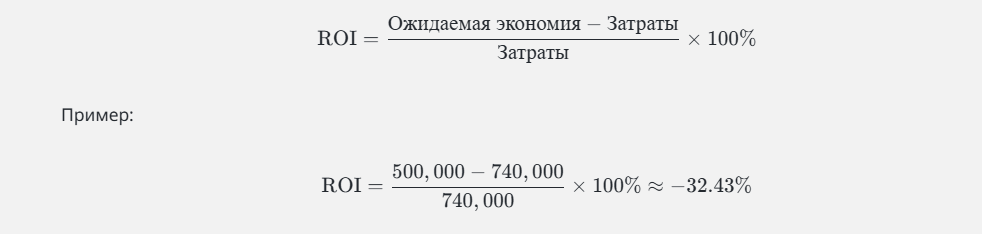 ROI = (Ожидаемая экономия − Затраты) / Затраты × 100%
Пример:
ROI = (500,000 − 740,000) / 740,000 × 100% ≈ −32.43%